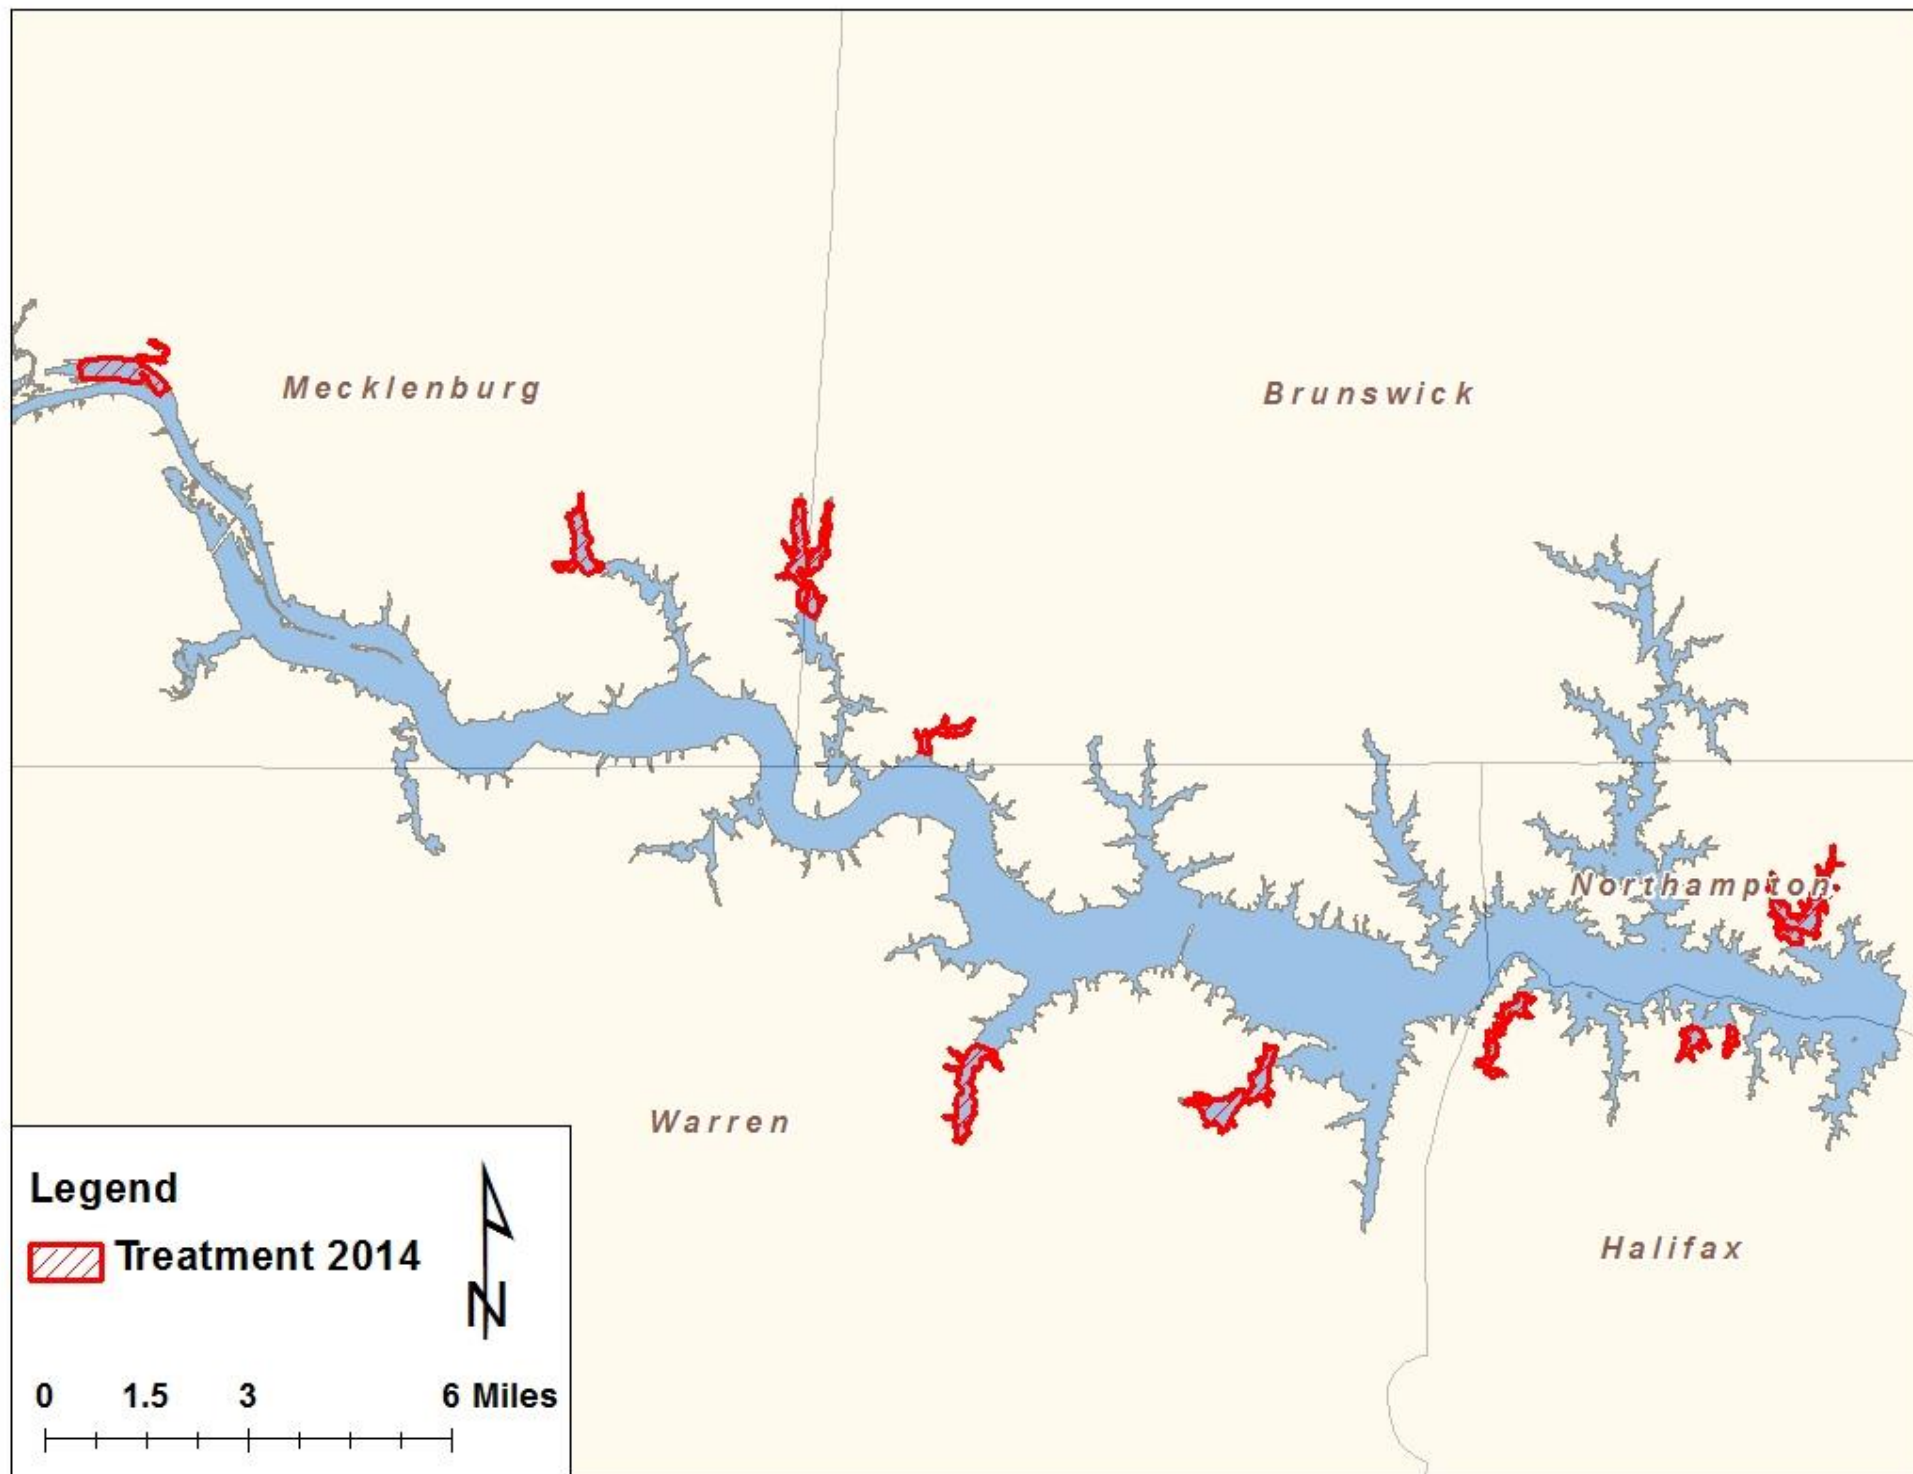 Mecklenburg
Brunswick
Northampton
Warren
Halifax
Legend
Treatment 2014
N
0 1.5 3 6 Miles